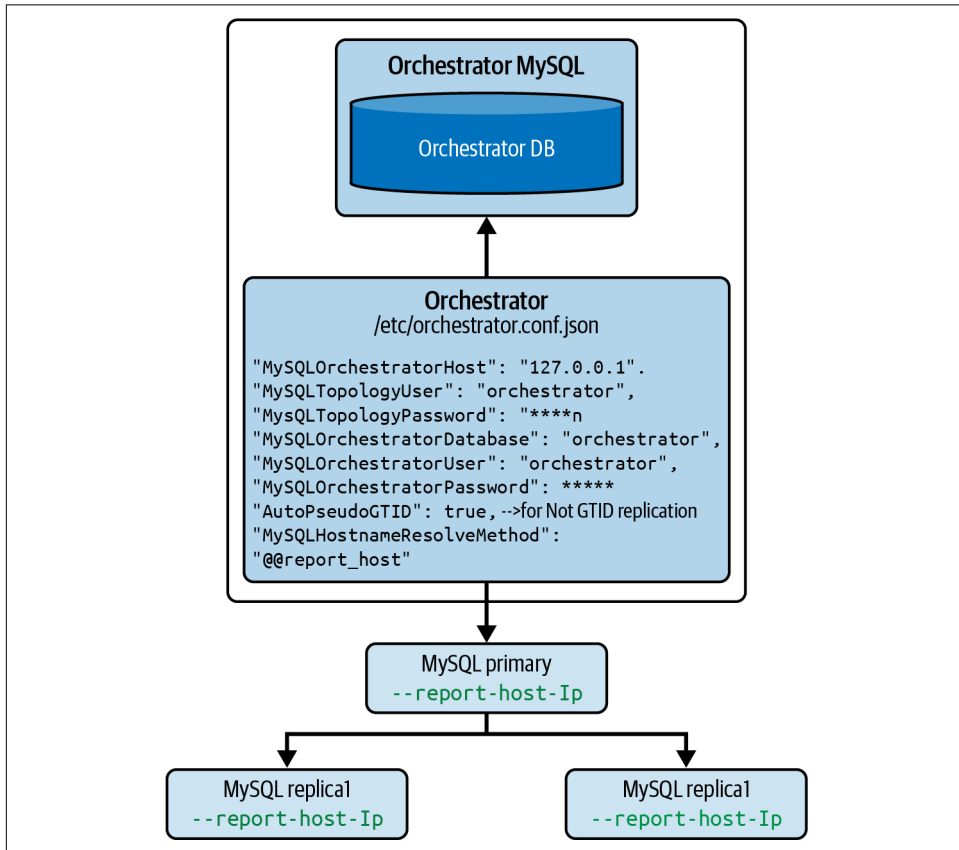 Orchestrator MySQL
Orchestrator DB
Orchestrator
/etc/orchestrator.conf.json
"MySQLOrchestratorHost": "127.0.0.1".
"MySQLTopologyUser": "orchestrator",
"MysQLTopologyPassword": "****n
"MySQLOrchestratorDatabase": "orchestrator",
"MySQLOrchestratorUser": "orchestrator",
"MySQLOrchestratorPassword": *****
"AutoPseudoGTID": true, -->for Not GTID replication
"MySQLHostnameResolveMethod":
"@@report_host"
MySQL primary
--report-host-Ip
MySQL replica1
--report-host-Ip
MySQL replica1
--report-host-Ip